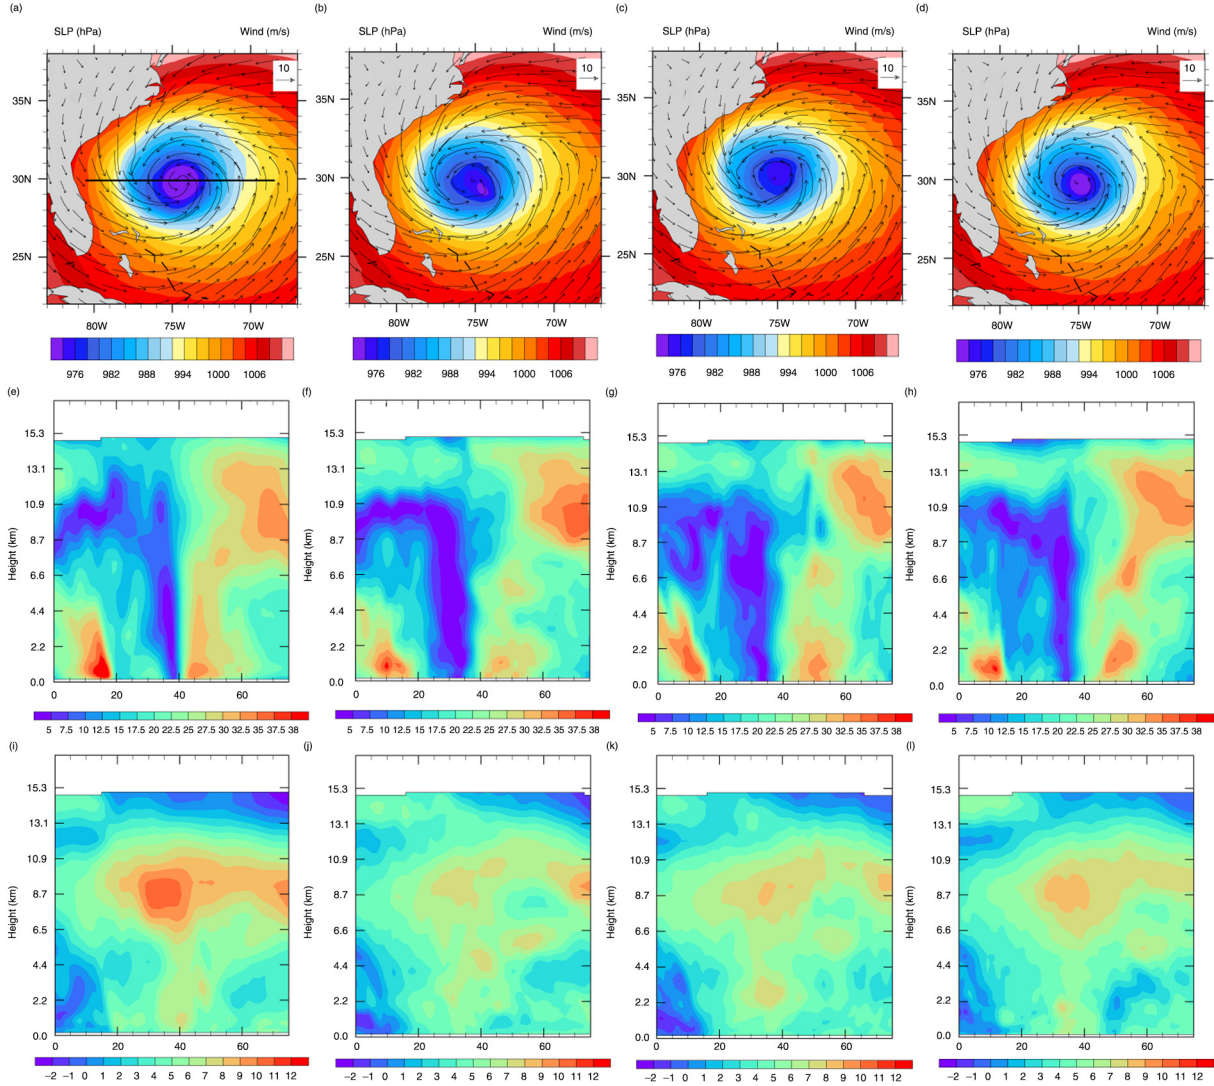 (a) (b) (c) (d)
SLP (hPa) Wind (m/s) SLP (hPa) Wind (m/s) SLP (hPa) Wind (m/s) SLP (hPa) Wind (m/s)
10 10 10 10
35N 35N 35N 35N
30N 30N 30N 30N
25N 25N 25N 25N
80W 75W 70W 80W 75W 70W 80W 75W 70W 80W 75W 70W
976 982 988 994 1000 1006 976 982 988 994 1000 1006 976 982 988 994 1000 1006 976 982 988 994 1000 1006
(e) (f) (g) (h)
15.3 15.3 15.3 15.3
13.1 13.1 13.1 13.1
10.9 10.9 10.9 10.9
8.7 8.7 8.7 8.7
Height (km) Height (km) Height (km) Height (km)
6.6 6.6 6.6 6.6
4.4 4.4 4.4 4.4
2.2 2.2 2.2 2.2
0.0 0.0 0.0 0.0
0 20 40 60 0 20 40 60 0 20 40 60 0 20 40 60
5 7.5 10 12.5 15 17.5 20 22.5 25 27.5 30 32.5 35 37.5 38 5 7.5 10 12.5 15 17.5 20 22.5 25 27.5 30 32.5 35 37.5 38 5 7.5 10 12.5 15 17.5 20 22.5 25 27.5 30 32.5 35 37.5 38 5 7.5 10 12.5 15 17.5 20 22.5 25 27.5 30 32.5 35 37.5 38
(i) (j) (k) (l)
15.3 15.3 15.3 15.3
13.1 13.1 13.1 13.1
10.9 10.9 10.9 10.9
8.7 8.7 8.7 8.7
Height (km) Height (km) Height (km) Height (km)
6.5 6.5 6.5 6.5
4.4 4.4 4.4 4.4
2.2 2.2 2.2 2.2
0.0 0.0 0.0 0.0
0 20 40 60 0 20 40 60 0 20 40 60 0 20 40 60
−2 −1 0 1 2 3 4 5 6 7 8 9 10 11 12 −2 −1 0 1 2 3 4 5 6 7 8 9 10 11 12 −2 −1 0 1 2 3 4 5 6 7 8 9 10 11 12 −2 −1 0 1 2 3 4 5 6 7 8 9 10 11 12